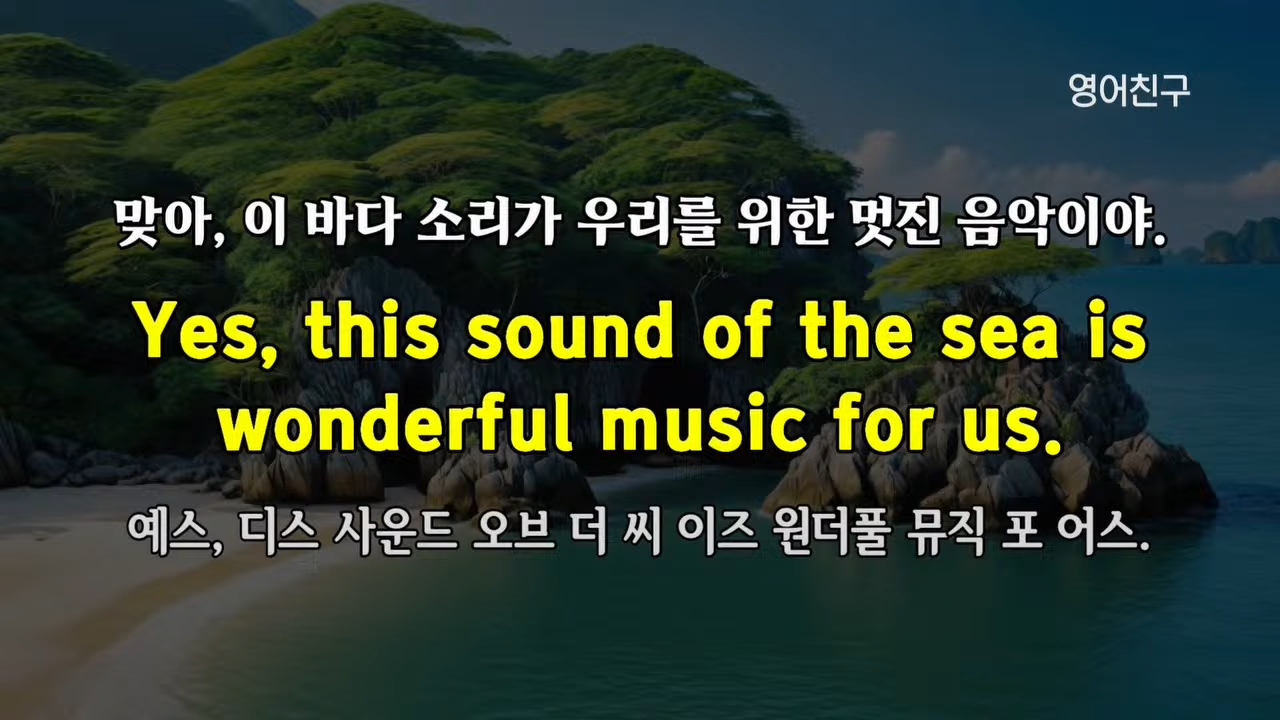 영어친구
맞아, 이 바다 소리가 우리를 위한 멋진 음악이야.
Yes, this sound of the sea is
wonderful music for us.
예스, 디스 사운드 오브 더 씨 이즈 원더풀 뮤직 포 어스.